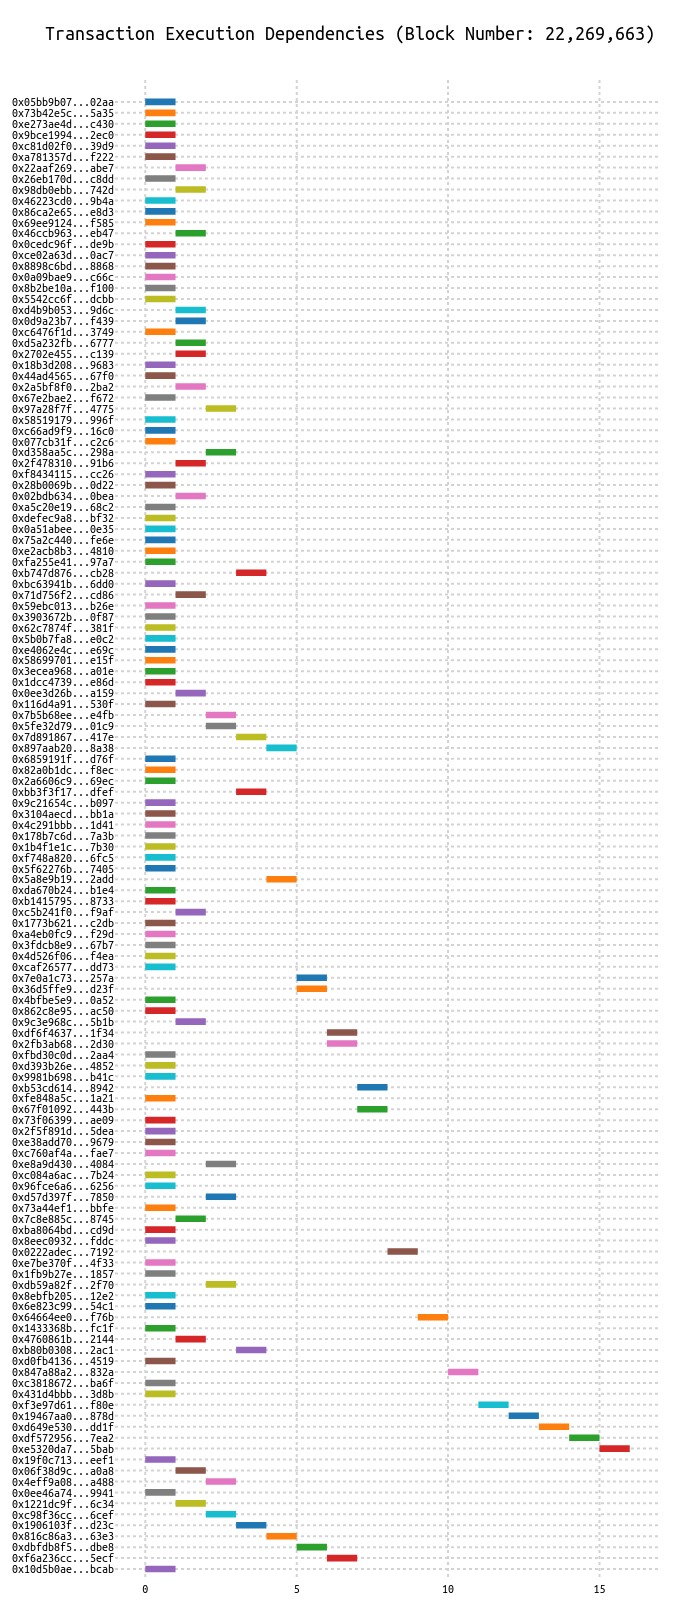 Transaction Execution Dependencies (Block Number: 22,269,663)
0x05bb9b07...02aa
0x73b42e5c...5a35
0xe273ae4d...c430
0x9bce1994...2ec0
0xc81d02f0...39d9
0xa781357d...f222
0x22aaf269...abe7
0x26eb170d...c8dd
0x98db0ebb...742d
0x46223cd0...9b4a
0x86ca2e65...e8d3
0x69ee9124...f585
0x46ccb963...eb47
0x0cedc96f...de9b
0xce02a63d...0ac7
0x8898c6bd...8868
0x0a09bae9...c66c
0x8b2be10a...f100
0x5542cc6f...dcbb
0xd4b9b053...9d6c
0x0d9a23b7...f439
0xc6476f1d...3749
0xd5a232fb...6777
0x2702e455...c139
0x18b3d208...9683
0x44ad4565...67f0
0x2a5bf8f0...2ba2
0x67e2bae2...f672
0x97a28f7f...4775
0x58519179...996f
0xc66ad9f9...16c0
0x077cb31f...c2c6
0xd358aa5c...298a
0x2f478310...91b6
0xf8434115...cc26
0x28b0069b...0d22
0x02bdb634...0bea
0xa5c20e19...68c2
0xdefec9a8...bf32
0x0a51abee...0e35
0x75a2c440...fe6e
0xe2acb8b3...4810
0xfa255e41...97a7
0xb747d876...cb28
0xbc63941b...6dd0
0x71d756f2...cd86
0x59ebc013...b26e
0x3903672b...0f87
0x62c7874f...381f
0x5b0b7fa8...e0c2
0xe4062e4c...e69c
0x58699701...e15f
0x3ecea968...a01e
0x1dcc4739...e86d
0x0ee3d26b...a159
0x116d4a91...530f
0x7b5b68ee...e4fb
0x5fe32d79...01c9
0x7d891867...417e
0x897aab20...8a38
0x6859191f...d76f
0x82a0b1dc...f8ec
0x2a6606c9...69ec
0xbb3f3f17...dfef
0x9c21654c...b097
0x3104aecd...bb1a
0x4c291bbb...1d41
0x178b7c6d...7a3b
0x1b4f1e1c...7b30
0xf748a820...6fc5
0x5f62276b...7405
0x5a8e9b19...2add
0xda670b24...b1e4
0xb1415795...8733
0xc5b241f0...f9af
0x1773b621...c2db
0xa4eb0fc9...f29d
0x3fdcb8e9...67b7
0x4d526f06...f4ea
0xcaf26577...dd73
0x7e0a1c73...257a
0x36d5ffe9...d23f
0x4bfbe5e9...0a52
0x862c8e95...ac50
0x9c3e968c...5b1b
0xdf6f4637...1f34
0x2fb3ab68...2d30
0xfbd30c0d...2aa4
0xd393b26e...4852
0x9981b698...b41c
0xb53cd614...8942
0xfe848a5c...1a21
0x67f01092...443b
0x73f06399...ae09
0x2f5f891d...5dea
0xe38add70...9679
0xc760af4a...fae7
0xe8a9d430...4084
0xc084a6ac...7b24
0x96fce6a6...6256
0xd57d397f...7850
0x73a44ef1...bbfe
0x7c8e885c...8745
0xba8064bd...cd9d
0x8eec0932...fddc
0x0222adec...7192
0xe7be370f...4f33
0x1fb9b27e...1857
0xdb59a82f...2f70
0x8ebfb205...12e2
0x6e823c99...54c1
0x64664ee0...f76b
0x1433368b...fc1f
0x4760861b...2144
0xb80b0308...2ac1
0xd0fb4136...4519
0x847a88a2...832a
0xc3818672...ba6f
0x431d4bbb...3d8b
0xf3e97d61...f80e
0x19467aa0...878d
0xd649e530...dd1f
0xdf572956...7ea2
0xe5320da7...5bab
0x19f0c713...eef1
0x06f38d9c...a0a8
0x4eff9a08...a488
0x0ee46a74...9941
0x1221dc9f...6c34
0xc98f36cc...6cef
0x1906103f...d23c
0x816c86a3...63e3
0xdbfdb8f5...dbe8
0xf6a236cc...5ecf
0x10d5b0ae...bcab
0 5 10 15